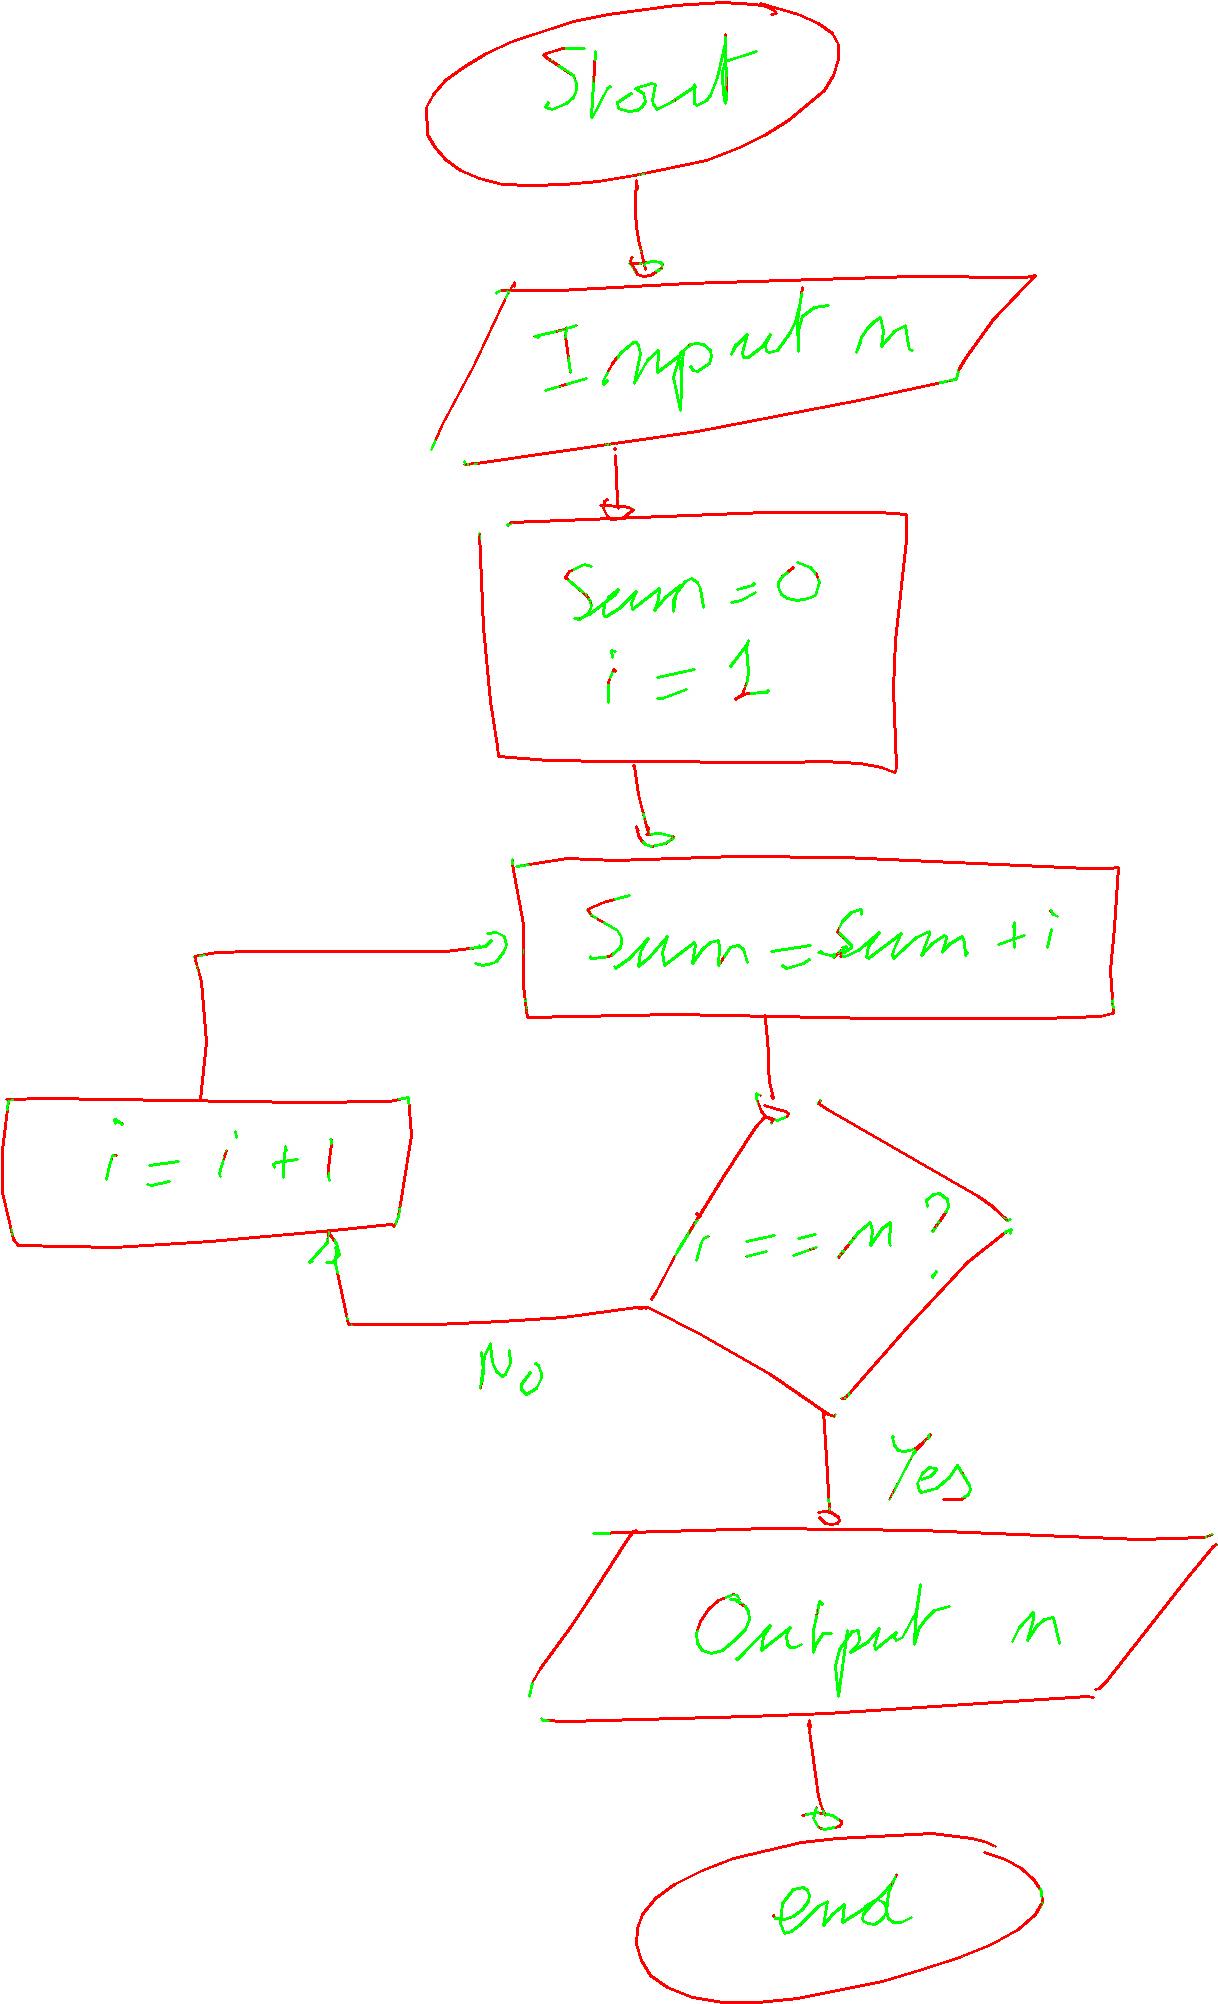 Start
Input n
Sum = 0
i = 1
Sum = Sum + i
i = i + 1
i == n ?
No
Yes
Output n
end